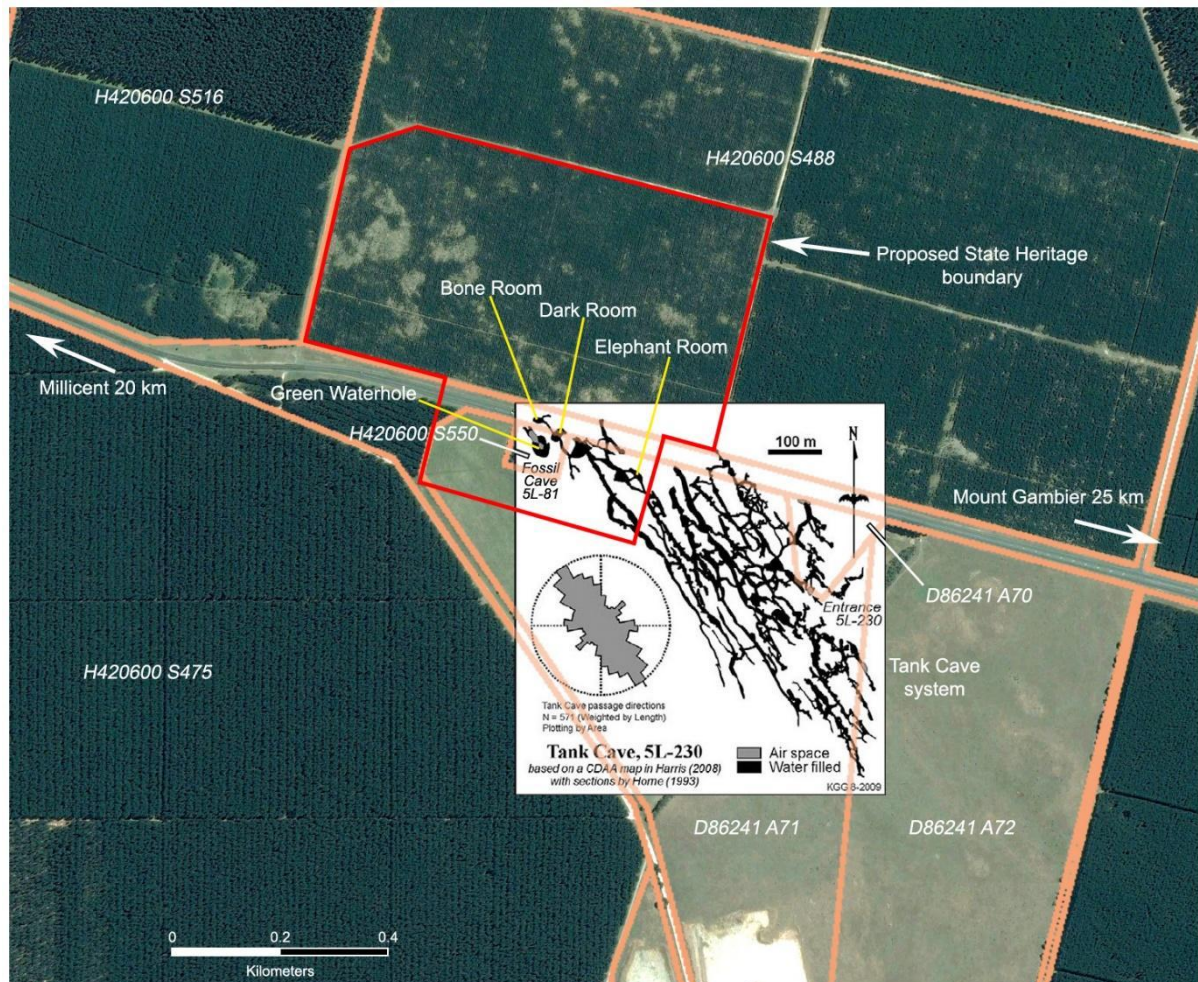 H420600 S516
H420600 S488
Proposed State Heritage
boundary
Bone Room
Dark Room
Elephant Room
Millicent 20 km
Green Waterhole
H420600 S550
Fossil
Cave
5L-81
100 m
N
Mount Gambier 25 km
D86241 A70
Entrance
5L-230
H420600 S475
Tank Cave
system
Tank Cave passage directions
N = 571 (Weighted by Length)
Plotting by Area
Tank Cave, 5L-230
based on a CDAA map in Harris (2008)
with sections by Horne (1993)
Air space
Water filled
KGG 8-2009
D86241 A71
D86241 A72
0
0.2
0.4
Kilometers